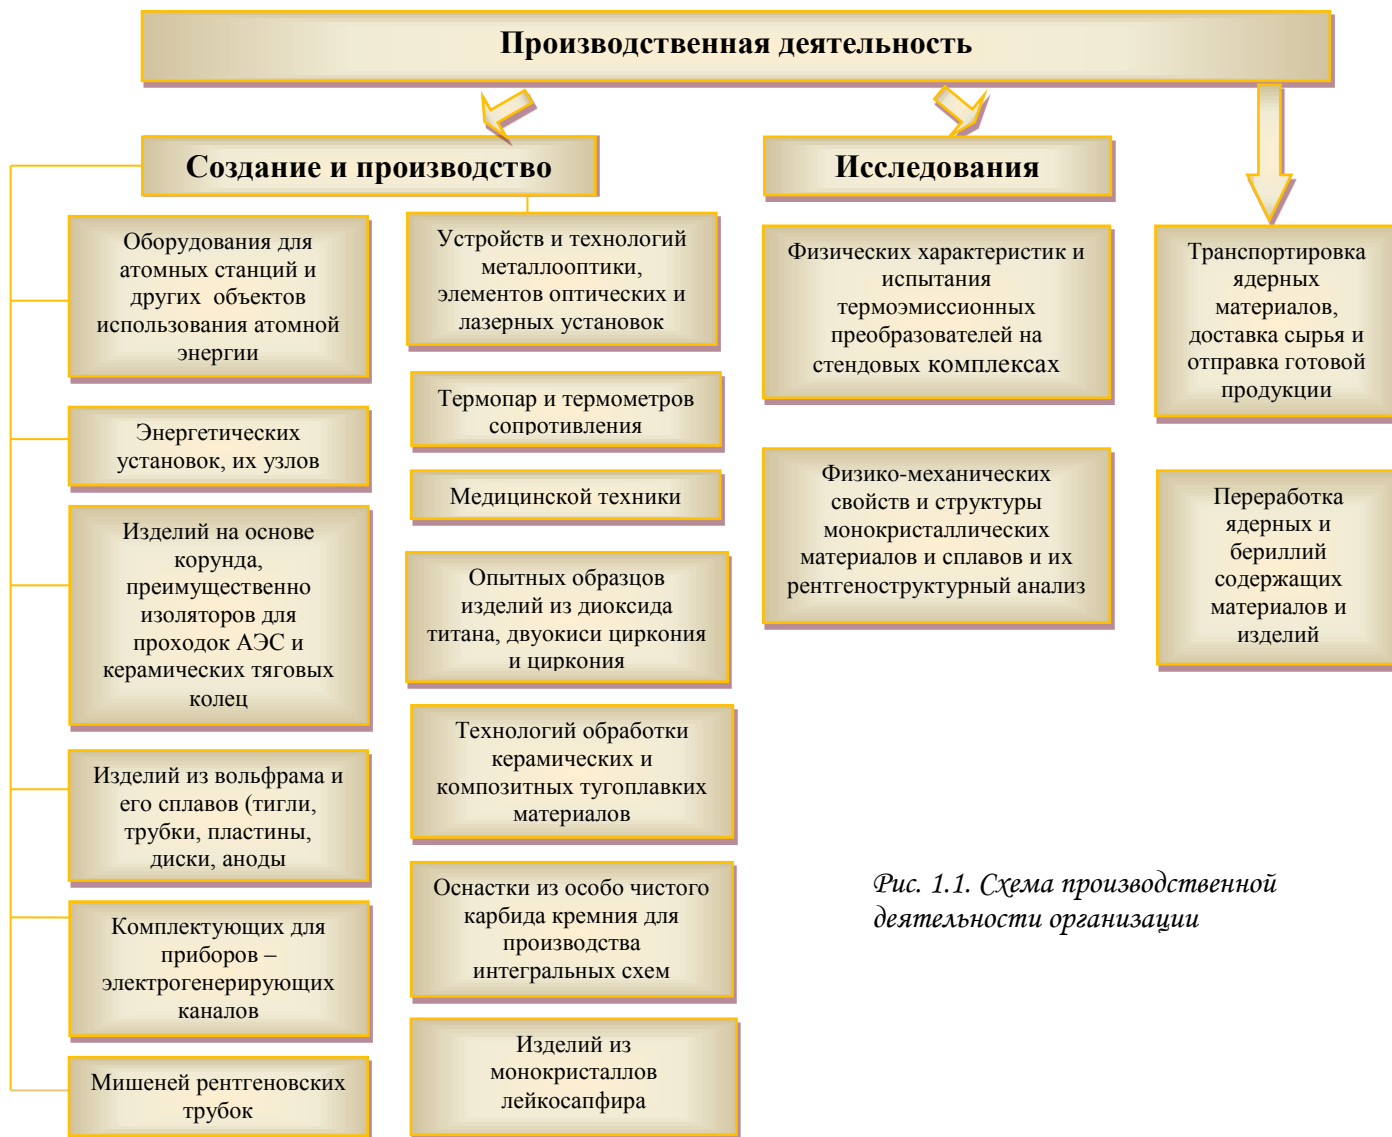 Производственная деятельность
Создание и производство
Оборудования для
атомных станций и
других объектов
использования атомной
энергии
Энергетических
установок, их узлов
Изделий на основе
корунда,
преимущественно
изоляторов для
проходок АЭС и
керамических тяговых
колец
Изделий из вольфрама и
его сплавов (тигли,
трубки, пластины,
диски, аноды
Комплектующих для
приборов –
электрогенерирующих
каналов
Мишеней рентгеновских
трубок
Устройств и технологий
металлооптики,
элементов оптических и
лазерных установок
Термопар и термометров
сопротивления
Медицинской техники
Опытных образцов
изделий из диоксида
титана, двуокиси циркония
и циркония
Технологий обработки
керамических и
композитных тугоплавких
материалов
Оснастки из особо чистого
карбида кремния для
производства
интегральных схем
Изделий из
монокристаллов
лейкосапфира
Исследования
Физических характеристик и
испытания
термоэмиссионных
преобразователей на
стендовых комплексах
Физико-механических
свойств и структуры
монокристаллических
материалов и сплавов и их
рентгеноструктурный анализ
Транспортировка
ядерных
материалов,
доставка сырья и
отправка готовой
продукции
Переработка
ядерных и
бериллий
содержащих
материалов и
изделий
Рис. 1.1. Схема производственной
деятельности организации